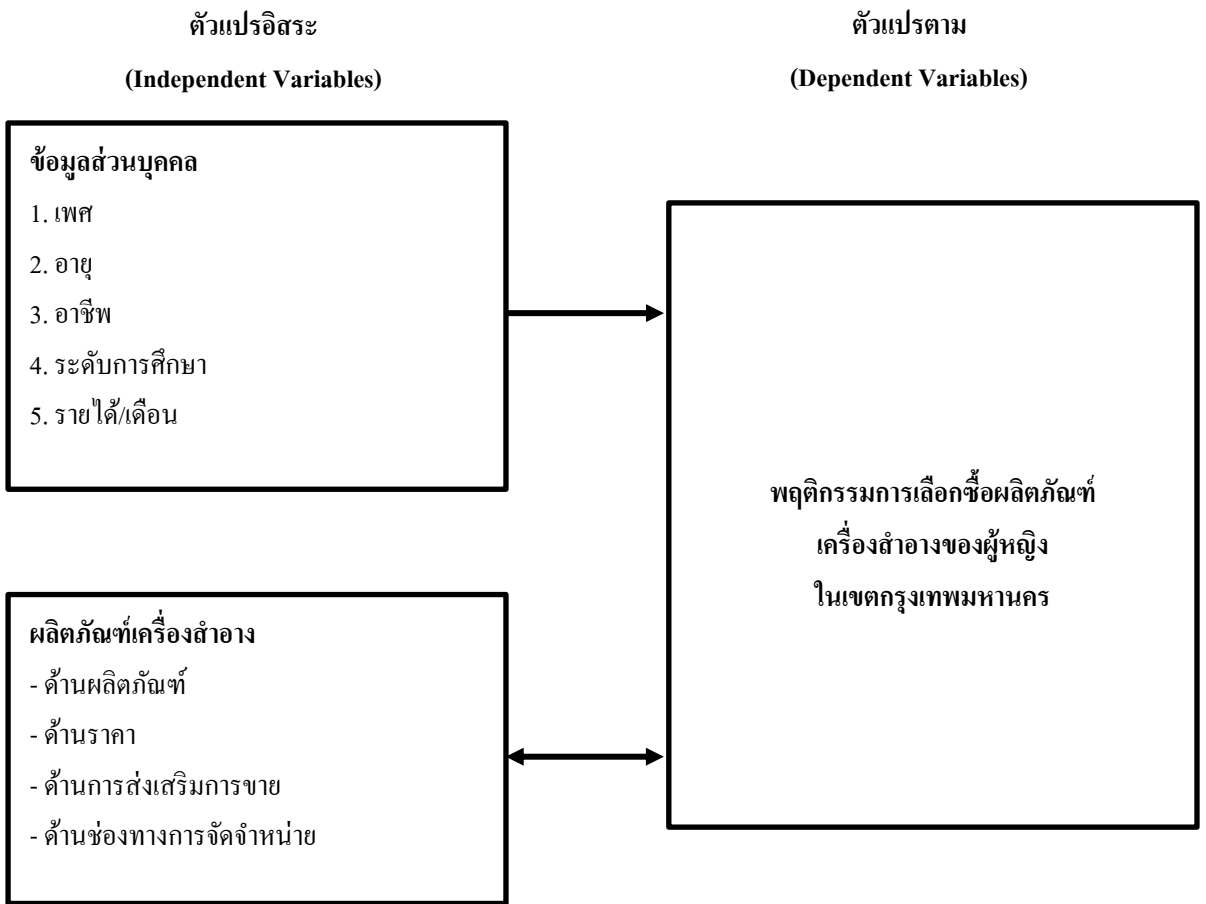 ตัวแปรอิสระ
(Independent Variables)
ตัวแปรตาม
(Dependent Variables)
ข้อมูลส่วนบุคคล
1. เพศ
2. อายุ
3. อาชีพ
4. ระดับการศึกษา
5. รายได้/เดือน
ผลิตภัณฑ์เครื่องสำอาง
- ด้านผลิตภัณฑ์
- ด้านราคา
- ด้านการส่งเสริมการขาย
- ด้านช่องทางการจัดจำหน่าย
พฤติกรรมการเลือกซื้อผลิตภัณฑ์
เครื่องสำอางของผู้หญิง
ในเขตกรุงเทพมหานคร